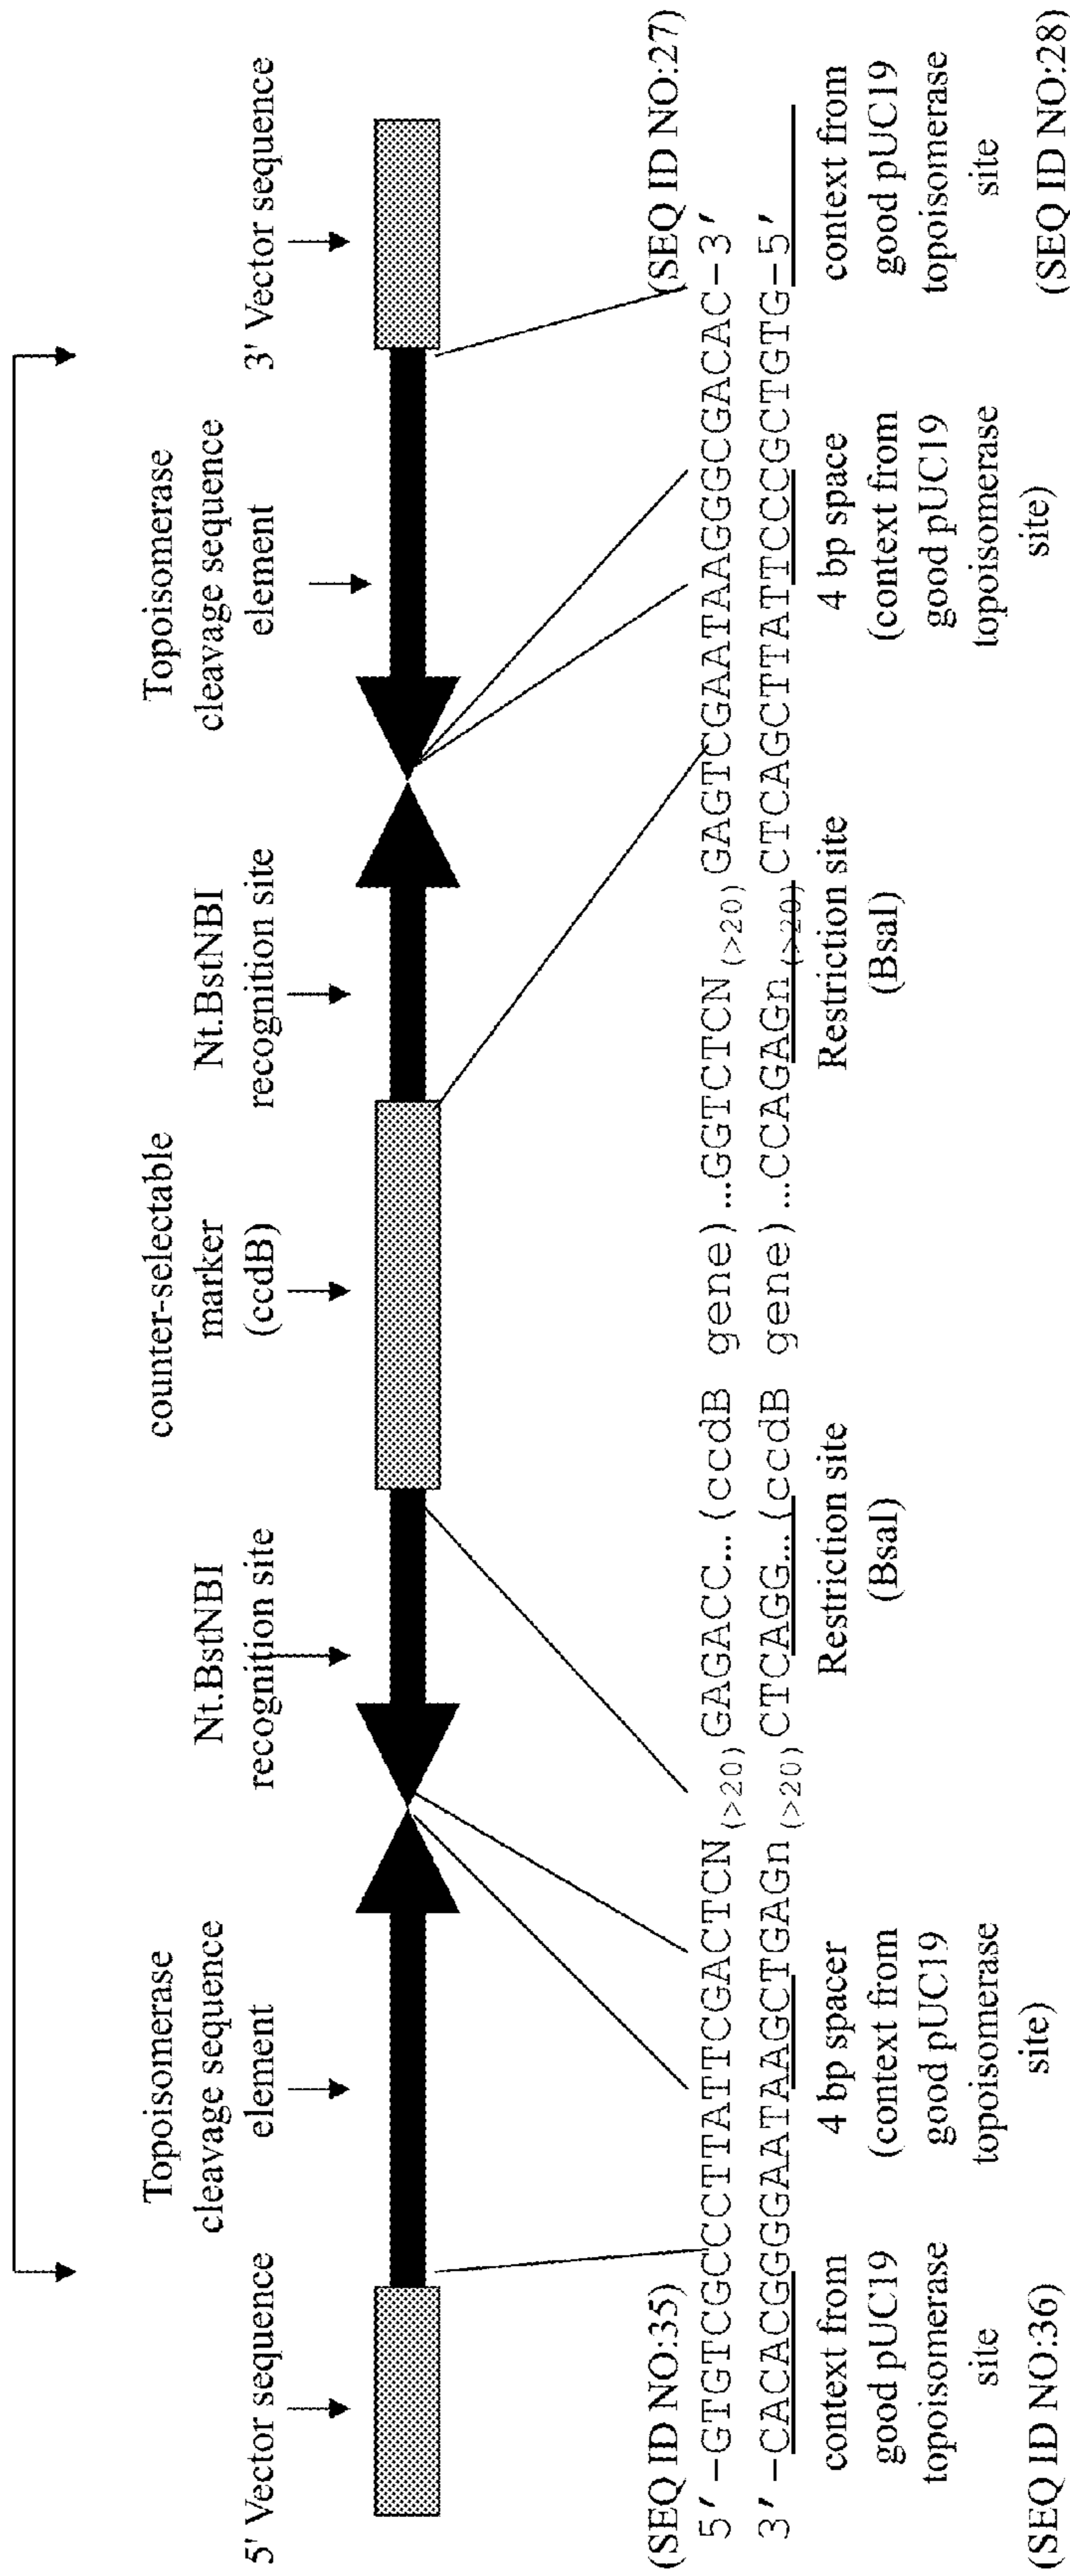 5' Vector sequence
Topoisomerase
cleavage sequence
element
Nt.BstNBI
recognition site
counter-selectable
marker
(ccdB)
Nt.BstNBI
recognition site
Topoisomerase
cleavage sequence
element
3' Vector sequence
(SEQ ID NO:35)
(SEQ ID NO:27)
5'-GTGTCGCCCTTATTCGACTCN(>20)GAGACC...(ccdB gene)...GGTCTCN(>20)GAGTCGAATAAGGGCGACAC-3'
3'-CACACGGGGAATAAGCTGAGn(>20)CTCAGG...(ccdB gene)...CCAGAGn(>20)CTCAGCTTATTCCCGCTGTG-5'
context from
good pUC19
topoisomerase
site
(SEQ ID NO:36)
4 bp spacer
(context from
good pUC19
topoisomerase
site)
Restriction site
(BsaI)
Restriction site
(BsaI)
4 bp space
(context from
good pUC19
topoisomerase
site)
context from
good pUC19
topoisomerase
site
(SEQ ID NO:28)